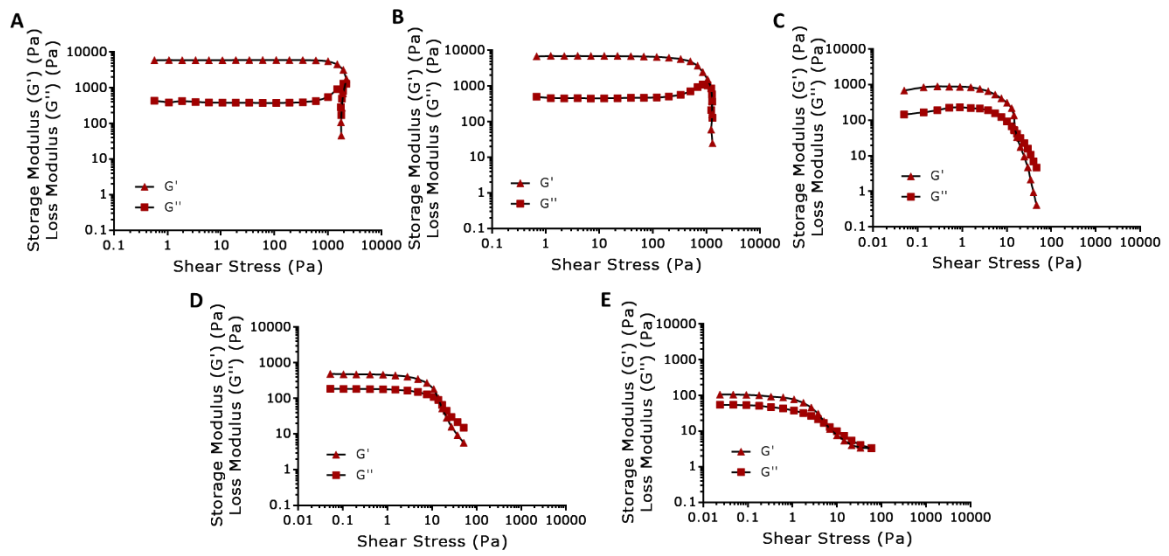 A
Storage Modulus (G') (Pa)
Loss Modulus (G'') (Pa)
10000
1000
100
10
1
0.1
G'
G''
0.1 1 10 100 1000 10000
Shear Stress (Pa)
B
Storage Modulus (G') (Pa)
Loss Modulus (G'') (Pa)
10000
1000
100
10
1
0.1
G'
G''
0.1 1 10 100 1000 10000
Shear Stress (Pa)
C
Storage Modulus (G') (Pa)
Loss Modulus (G'') (Pa)
10000
1000
100
10
1
0.1
G'
G''
0.01 0.1 1 10 100 1000 10000
Shear Stress (Pa)
D
Storage Modulus (G') (Pa)
Loss Modulus (G'') (Pa)
10000
1000
100
10
1
0.1
G'
G''
0.01 0.1 1 10 100 1000 10000
Shear Stress (Pa)
E
Storage Modulus (G') (Pa)
Loss Modulus (G'') (Pa)
10000
1000
100
10
1
0.1
G'
G''
0.01 0.1 1 10 100 1000 10000
Shear Stress (Pa)